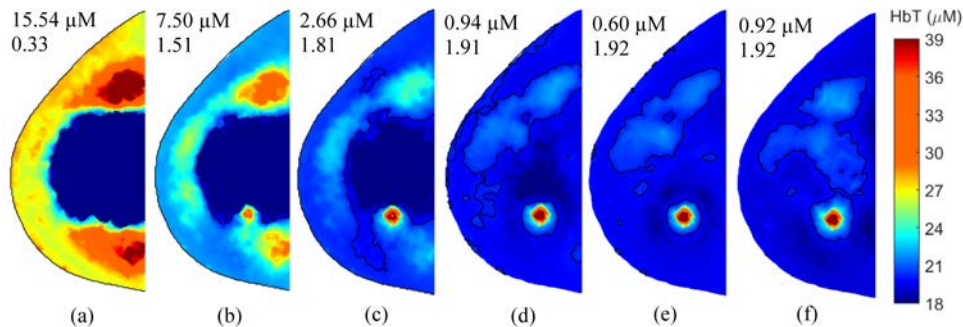 15.54 μM
0.33
7.50 μM
1.51
2.66 μM
1.81
0.94 μM
1.91
0.60 μM
1.92
0.92 μM
1.92
HbT (μM)
39
36
33
30
27
24
21
18
(a)
(b)
(c)
(d)
(e)
(f)